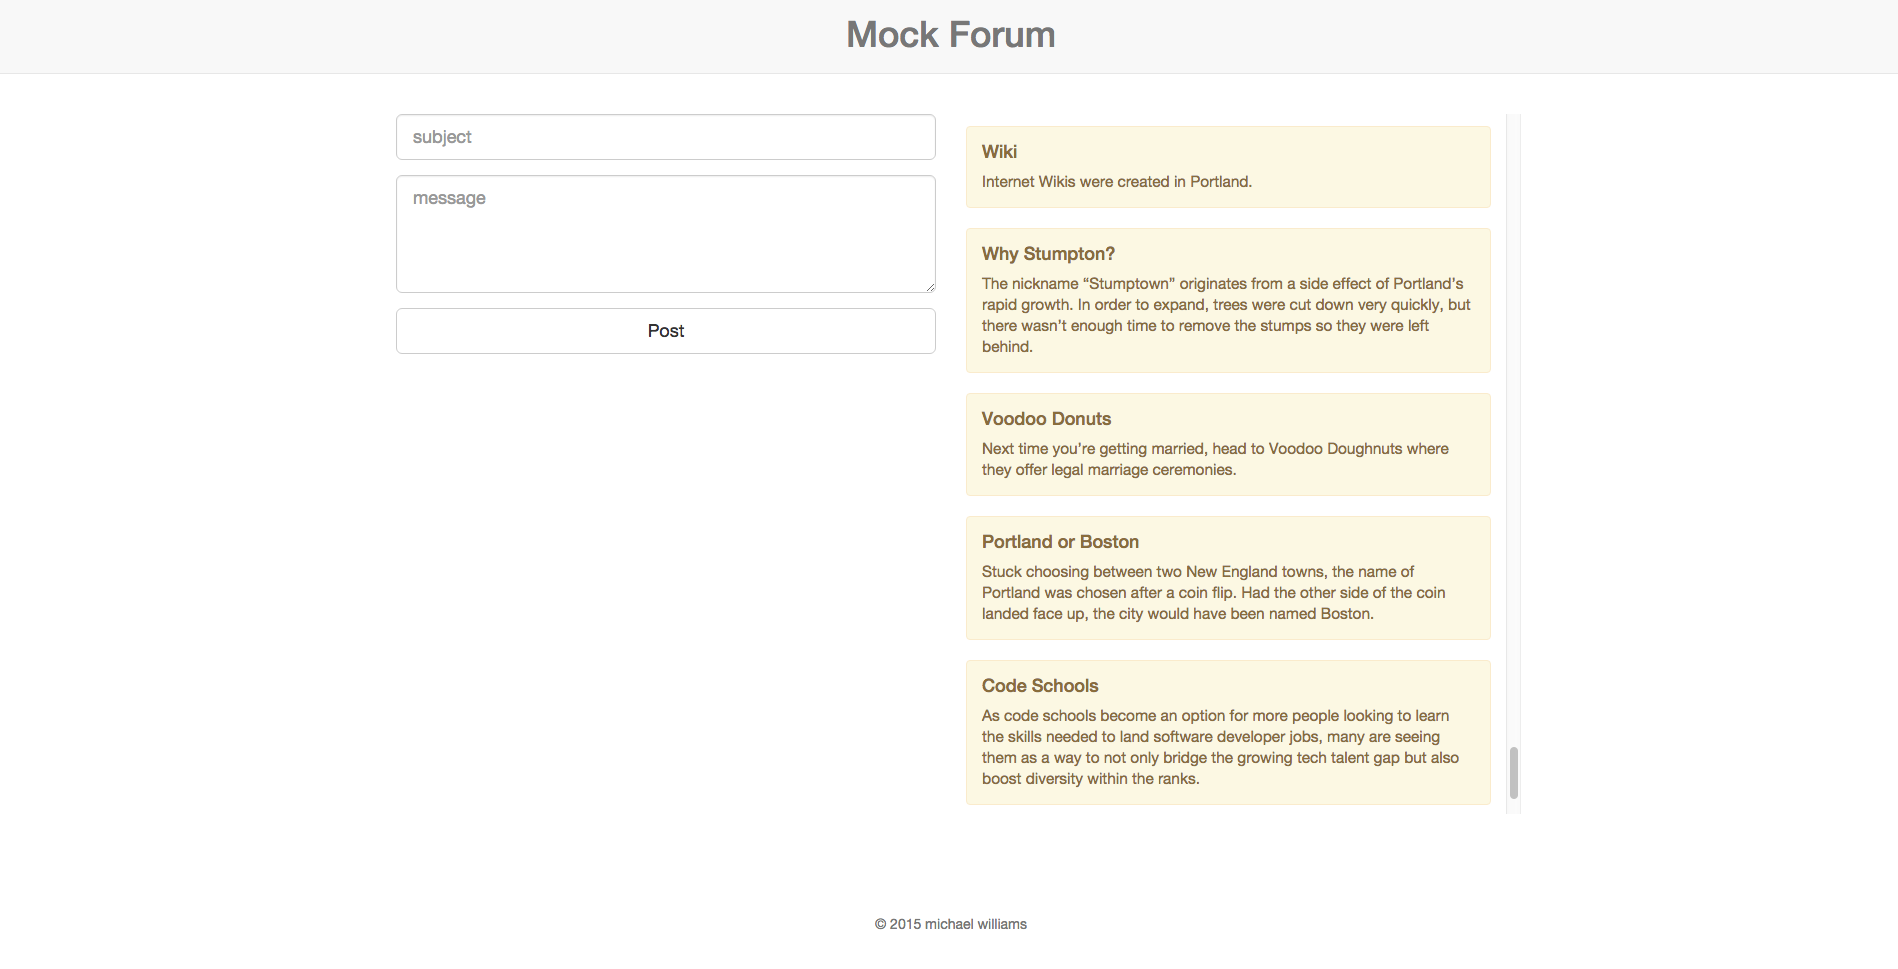 Mock Forum
subject
message
Post
Wiki
Internet Wikis were created in Portland.
Why Stumpton?
The nickname “Stumptown” originates from a side effect of Portland’s
rapid growth. In order to expand, trees were cut down very quickly, but
there wasn’t enough time to remove the stumps so they were left
behind.
Voodoo Donuts
Next time you’re getting married, head to Voodoo Doughnuts where
they offer legal marriage ceremonies.
Portland or Boston
Stuck choosing between two New England towns, the name of
Portland was chosen after a coin flip. Had the other side of the coin
landed face up, the city would have been named Boston.
Code Schools
As code schools become an option for more people looking to learn
the skills needed to land software developer jobs, many are seeing
them as a way to not only bridge the growing tech talent gap but also
boost diversity within the ranks.
© 2015 michael williams